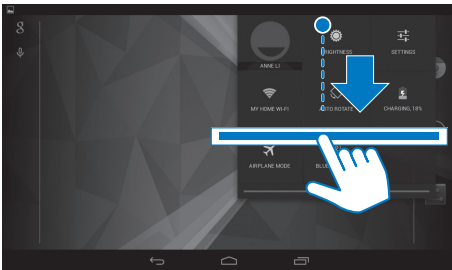 ANNE LI
BRIGHTNESS
SETTINGS
MY HOME WI-FI
AUTO ROTATE
CHARGING, 18%
AIRPLANE MODE
BLU